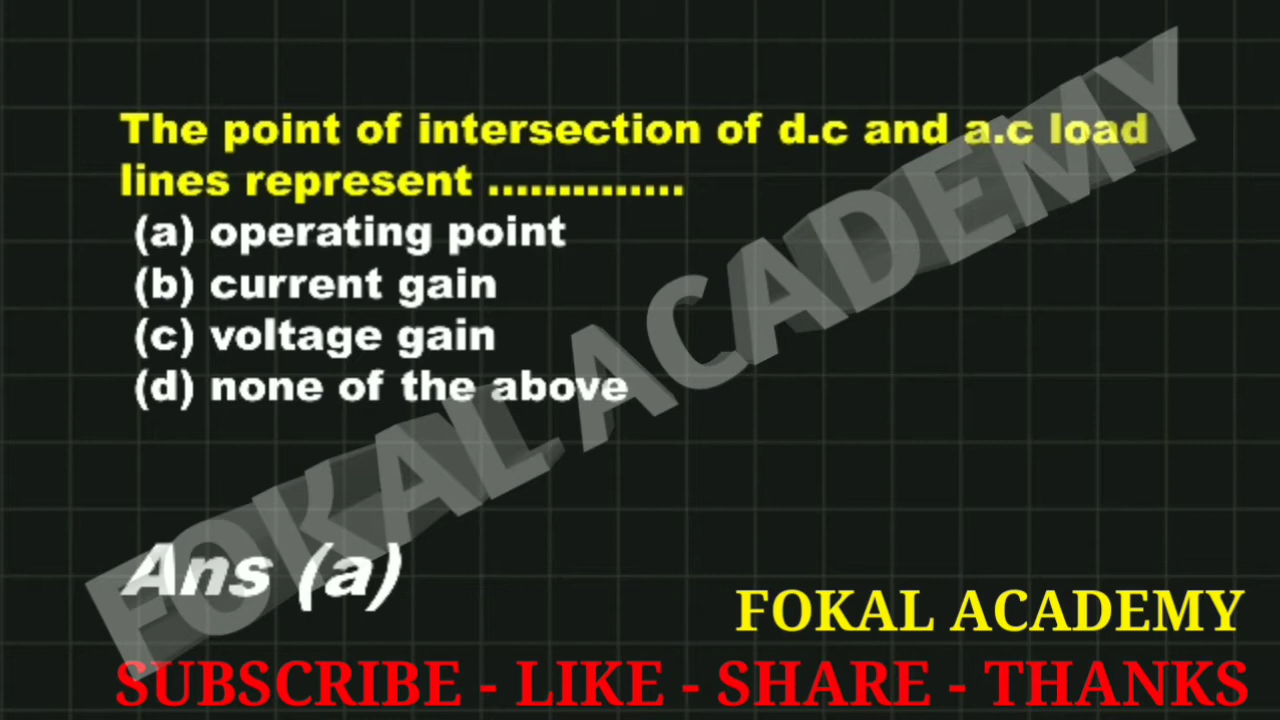 The point of intersection of d.c and a.c load
lines represent ..............
(a) operating point
(b) current gain
(c) voltage gain
(d) none of the above
FOKAL ACADEMY
Ans (a)
FOKAL ACADEMY
SUBSCRIBE - LIKE - SHARE - THANKS